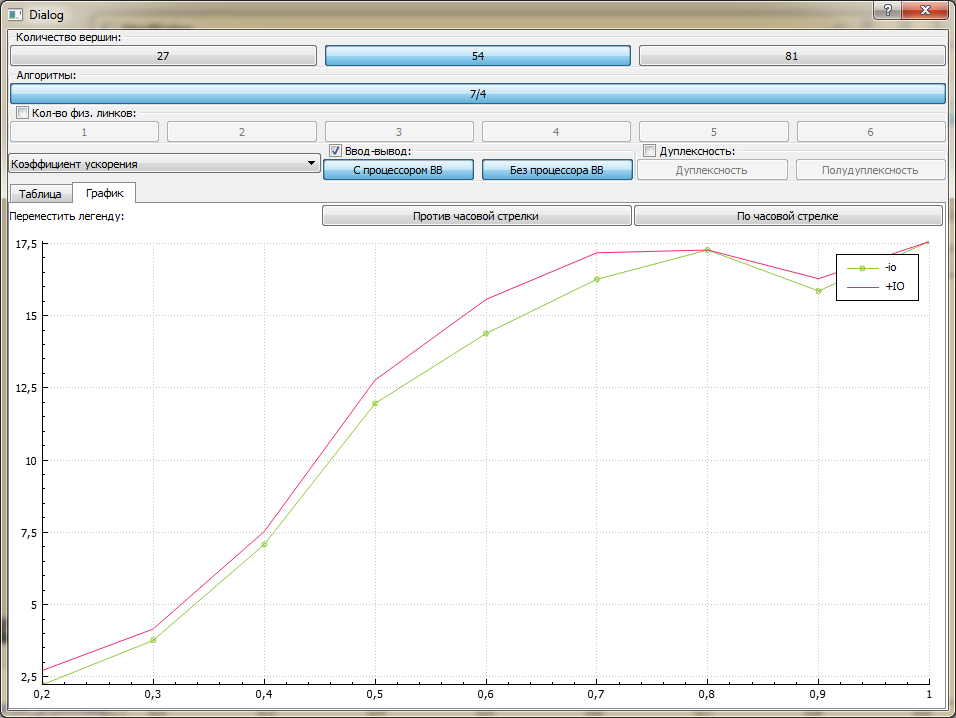 Dialog
Количество вершин:
27 54 81
Алгоритмы:
7/4
Кол-во физ. линков:
1 2 3 4 5 6
Ввод-вывод: Дуплексность:
Коэффициент ускорения С процессором ВВ Без процессора ВВ Дуплексность Полудуплексность
Таблица График
Переместить легенду: Против часовой стрелки По часовой стрелке
17,5
-io
+IO
15
12,5
10
7,5
5
2,5
0,2 0,3 0,4 0,5 0,6 0,7 0,8 0,9 1